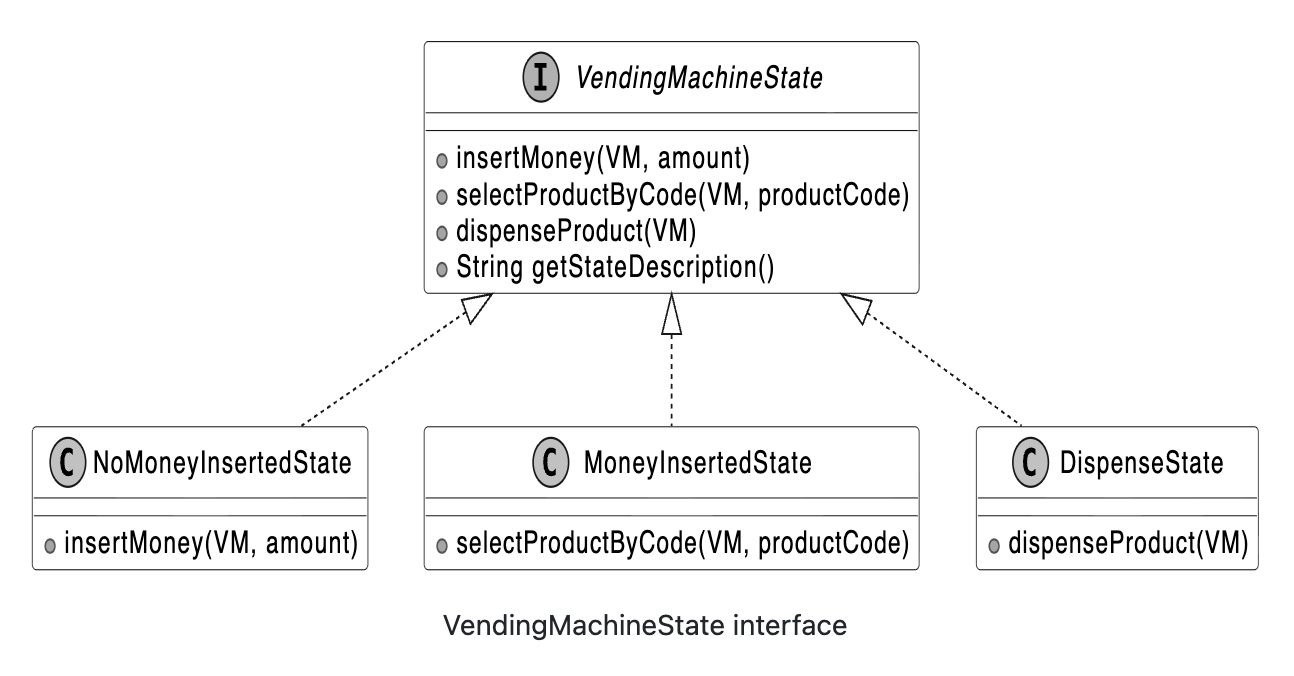 I VendingMachineState
insertMoney(VM, amount)
selectProductByCode(VM, productCode)
dispenseProduct(VM)
String getStateDescription()
C NoMoneyInsertedState
insertMoney(VM, amount)
C MoneyInsertedState
selectProductByCode(VM, productCode)
C DispenseState
dispenseProduct(VM)
VendingMachineState interface